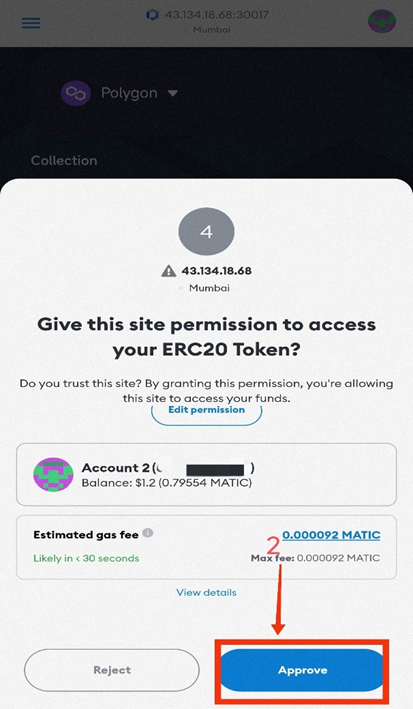 43.134.18.68:30017
Mumbai
Polygon
Collection
4
43.134.18.68
Mumbai
Give this site permission to access
your ERC20 Token?
Do you trust this site? By granting this permission, you're allowing
this site to access your funds.
Edit permission
Account 2 ( )
Balance: $1.2 (0.79554 MATIC)
Estimated gas fee 0.000092 MATIC
2
Likely in < 30 seconds Max fee: 0.000092 MATIC
View details
Reject Approve